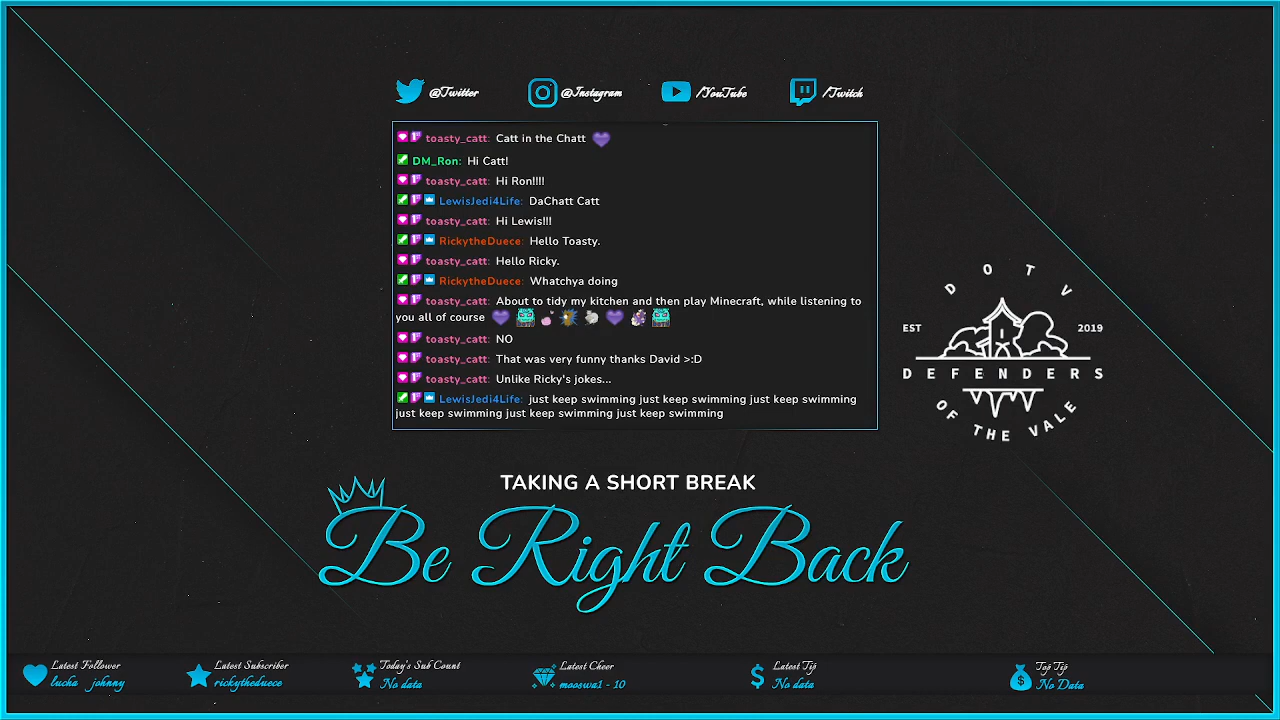 @Twitter @Instagram /YouTube /Twitch
toasty_catt: Catt in the Chatt
DM_Ron: Hi Catt!
toasty_catt: Hi Ron!!!!
LewisJedi4Life: DaChatt Catt
toasty_catt: Hi Lewis!!!
RickytheDuece: Hello Toasty.
toasty_catt: Hello Ricky.
RickytheDuece: Whatchya doing
toasty_catt: About to tidy my kitchen and then play Minecraft, while listening to
you all of course
toasty_catt: NO
toasty_catt: That was very funny thanks David >:D
toasty_catt: Unlike Ricky's jokes...
LewisJedi4Life: just keep swimming just keep swimming just keep swimming
just keep swimming just keep swimming just keep swimming
DOTV
EST 2019
DEFENDERS
OF THE VALE
TAKING A SHORT BREAK
Be Right Back
Latest Follower
lucha_johnny
Latest Subscriber
rickytheduece
Today's Sub Count
No data
Latest Cheer
mooswa1 - 10
Latest Tip
No data
Top Tip
No Data